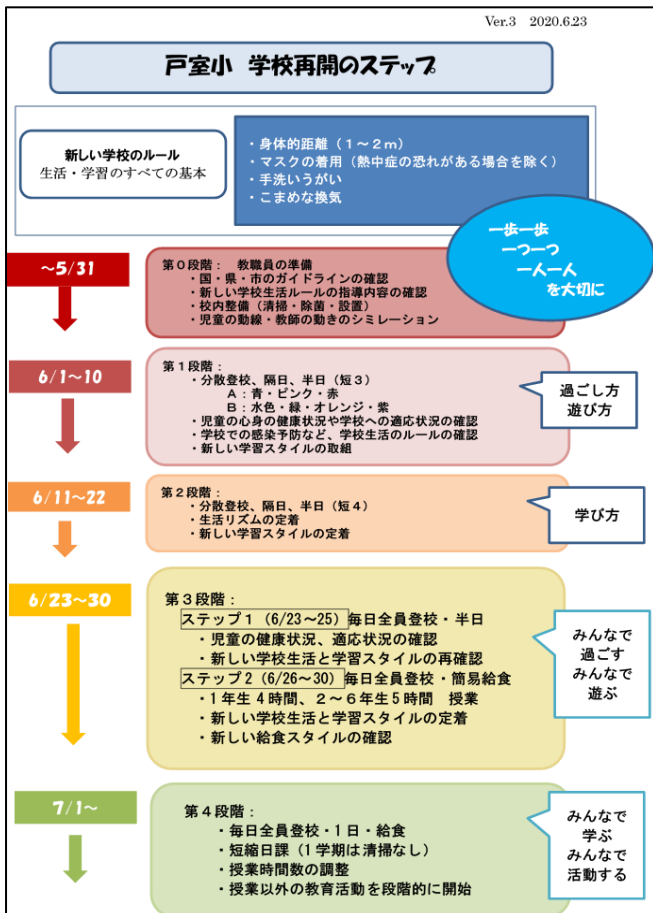 Ver.3 2020.6.23
戸室小 学校再開のステップ
新しい学校のルール
生活・学習のすべての基本
・身体的距離（１～２ｍ）
・マスクの着用（熱中症の恐れがある場合を除く）
・手洗いうがい
・こまめな換気
一歩一歩
一つ一つ
一人一人
を大切に
～5/31
第０段階： 教職員の準備
・国・県・市のガイドラインの確認
・新しい学校生活ルールの指導内容の確認
・校内整備（清掃・除菌・設置）
・児童の動線・教師の動きのシミレーション
6/1～10
第１段階：
・分散登校、隔日、半日（短３）
Ａ：青・ピンク・赤
Ｂ：水色・緑・オレンジ・紫
・児童の心身の健康状況や学校への適応状況の確認
・学校での感染予防など、学校生活のルールの確認
・新しい学習スタイルの取組
過ごし方
遊び方
6/11～22
第２段階：
・分散登校、隔日、半日（短４）
・生活リズムの定着
・新しい学習スタイルの定着
学び方
6/23～30
第３段階：
ステップ１（6/23～25）毎日全員登校・半日
・児童の健康状況、適応状況の確認
・新しい学校生活と学習スタイルの再確認
ステップ２（6/26～30）毎日全員登校・簡易給食
・１年生４時間、２～６年生５時間 授業
・新しい学校生活と学習スタイルの定着
・新しい給食スタイルの確認
みんなで
過ごす
みんなで
遊ぶ
7/1～
第４段階：
・毎日全員登校・１日・給食
・短縮日課（１学期は清掃なし）
・授業時間数の調整
・授業以外の教育活動を段階的に開始
みんなで
学ぶ
みんなで
活動する